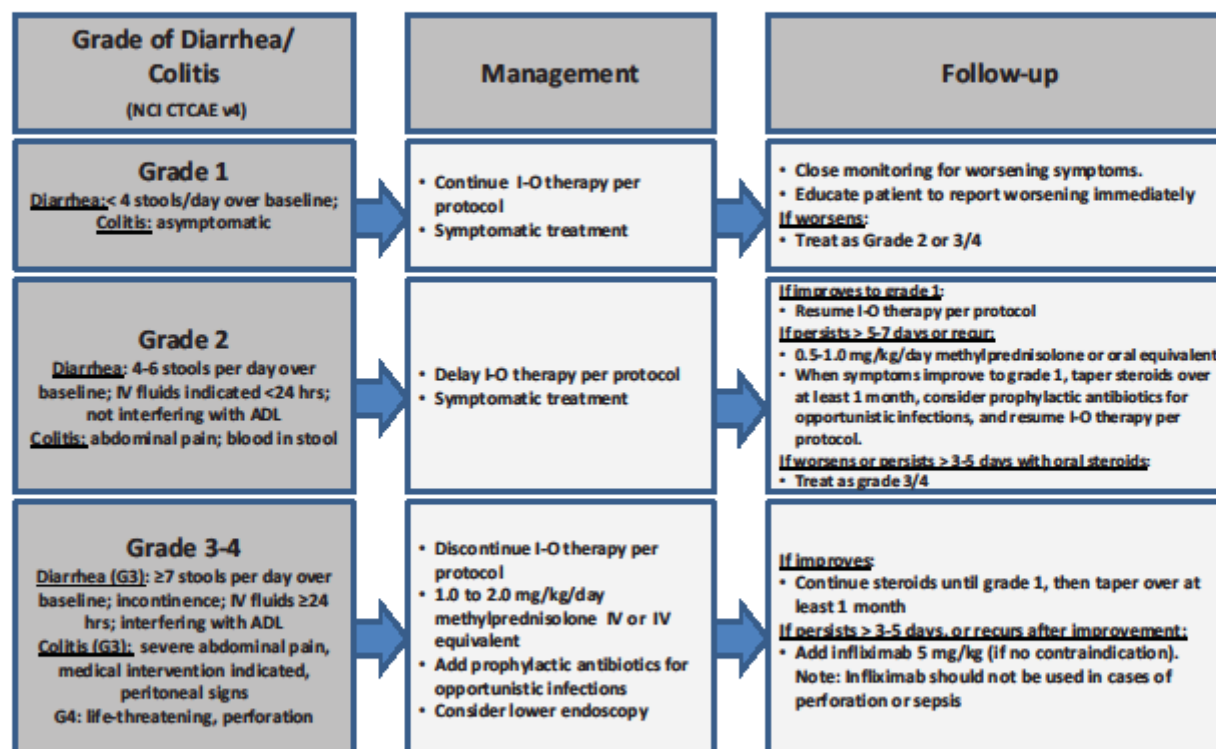 Grade of Diarrhea/
Colitis
(NCI CTCAE v4)
Management
Follow-up
Grade 1
Diarrhea:< 4 stools/day over baseline;
Colitis: asymptomatic
• Continue I-O therapy per
protocol
• Symptomatic treatment
• Close monitoring for worsening symptoms.
• Educate patient to report worsening immediately
If worsens:
• Treat as Grade 2 or 3/4
Grade 2
Diarrhea: 4-6 stools per day over
baseline; IV fluids indicated <24 hrs;
not interfering with ADL
Colitis: abdominal pain; blood in stool
• Delay I-O therapy per protocol
• Symptomatic treatment
If improves to grade 1:
• Resume I-O therapy per protocol
If persists > 5-7 days or recur:
• 0.5-1.0 mg/kg/day methylprednisolone or oral equivalent
• When symptoms improve to grade 1, taper steroids over
at least 1 month, consider prophylactic antibiotics for
opportunistic infections, and resume I-O therapy per
protocol.
If worsens or persists > 3-5 days with oral steroids:
• Treat as grade 3/4
Grade 3-4
Diarrhea (G3): ≥7 stools per day over
baseline; incontinence; IV fluids ≥24
hrs; interfering with ADL
Colitis (G3): severe abdominal pain,
medical intervention indicated,
peritoneal signs
G4: life-threatening, perforation
• Discontinue I-O therapy per
protocol
• 1.0 to 2.0 mg/kg/day
methylprednisolone IV or IV
equivalent
• Add prophylactic antibiotics for
opportunistic infections
• Consider lower endoscopy
If improves:
• Continue steroids until grade 1, then taper over at
least 1 month
If persists > 3-5 days, or recurs after improvement:
• Add infliximab 5 mg/kg (if no contraindication).
Note: Infliximab should not be used in cases of
perforation or sepsis